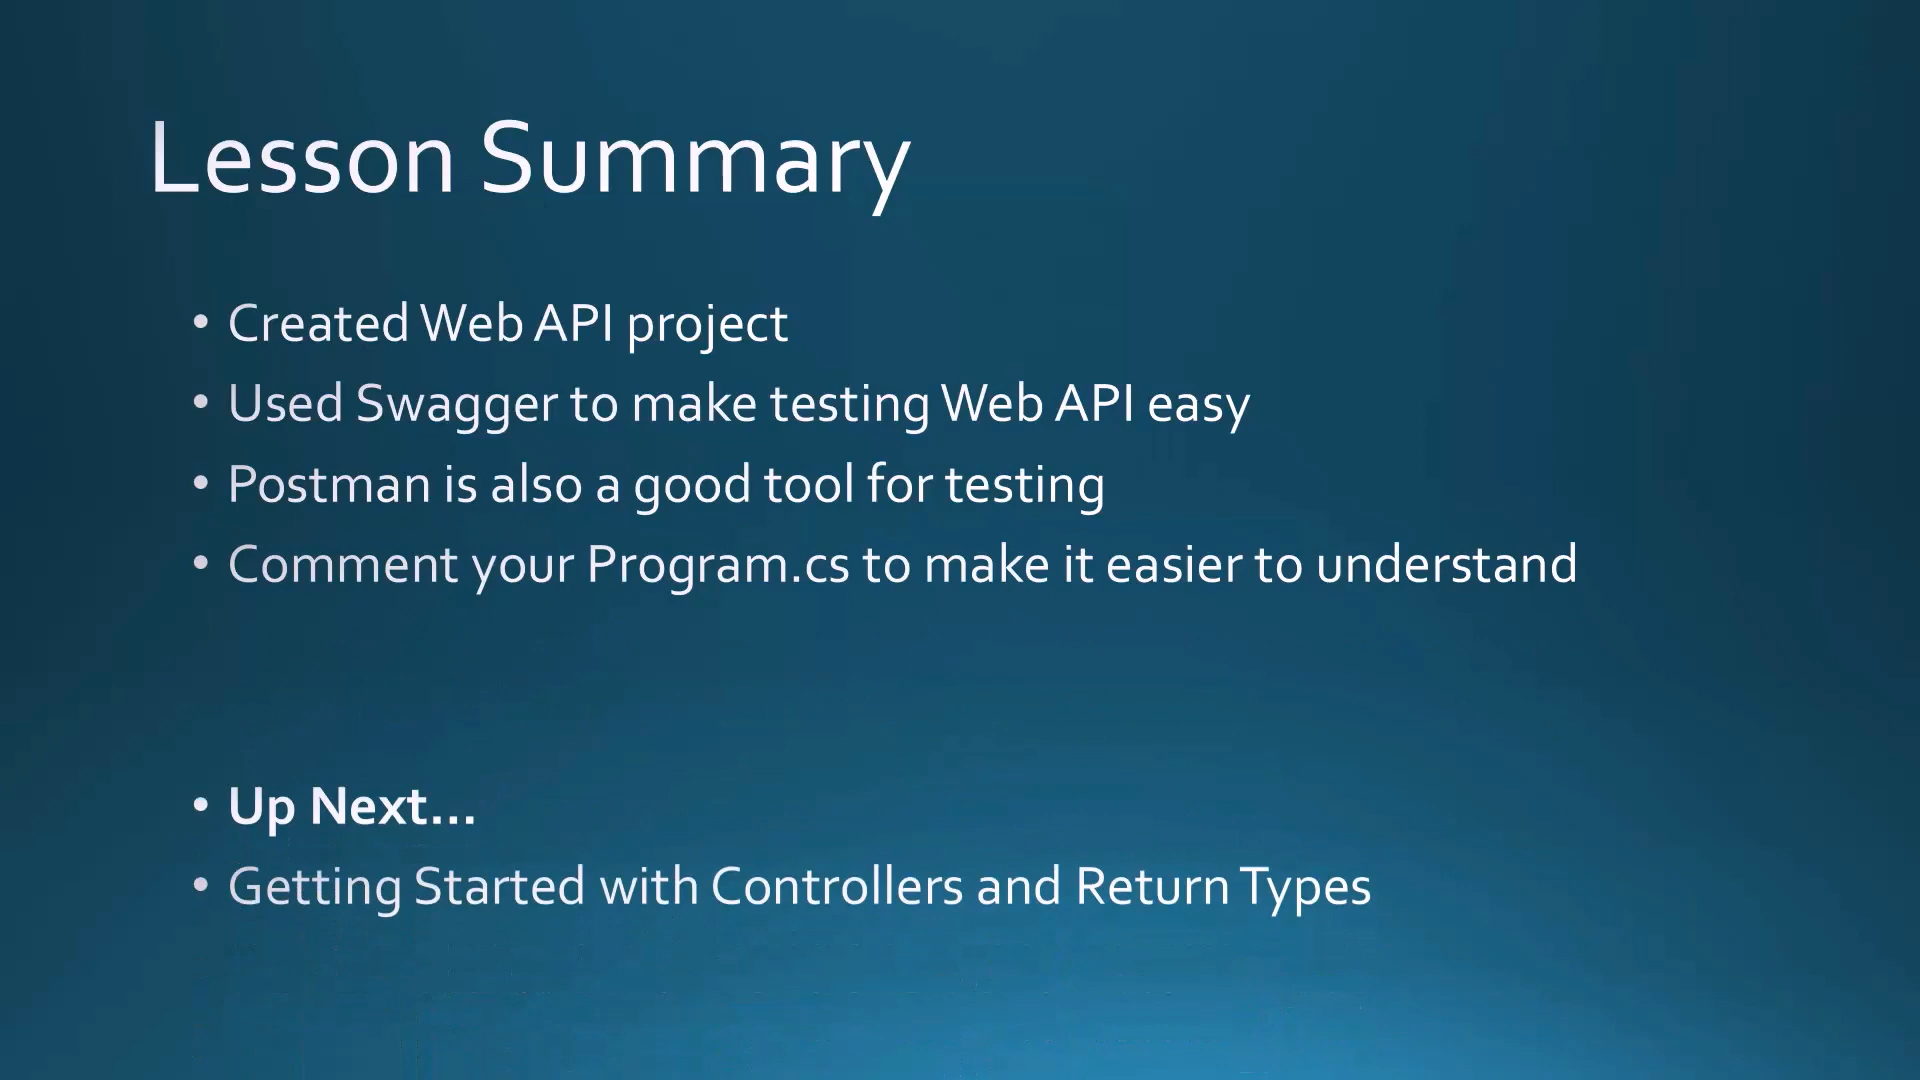 Lesson Summary
• Created Web API project
• Used Swagger to make testing Web API easy
• Postman is also a good tool for testing
• Comment your Program.cs to make it easier to understand
• Up Next...
• Getting Started with Controllers and Return Types